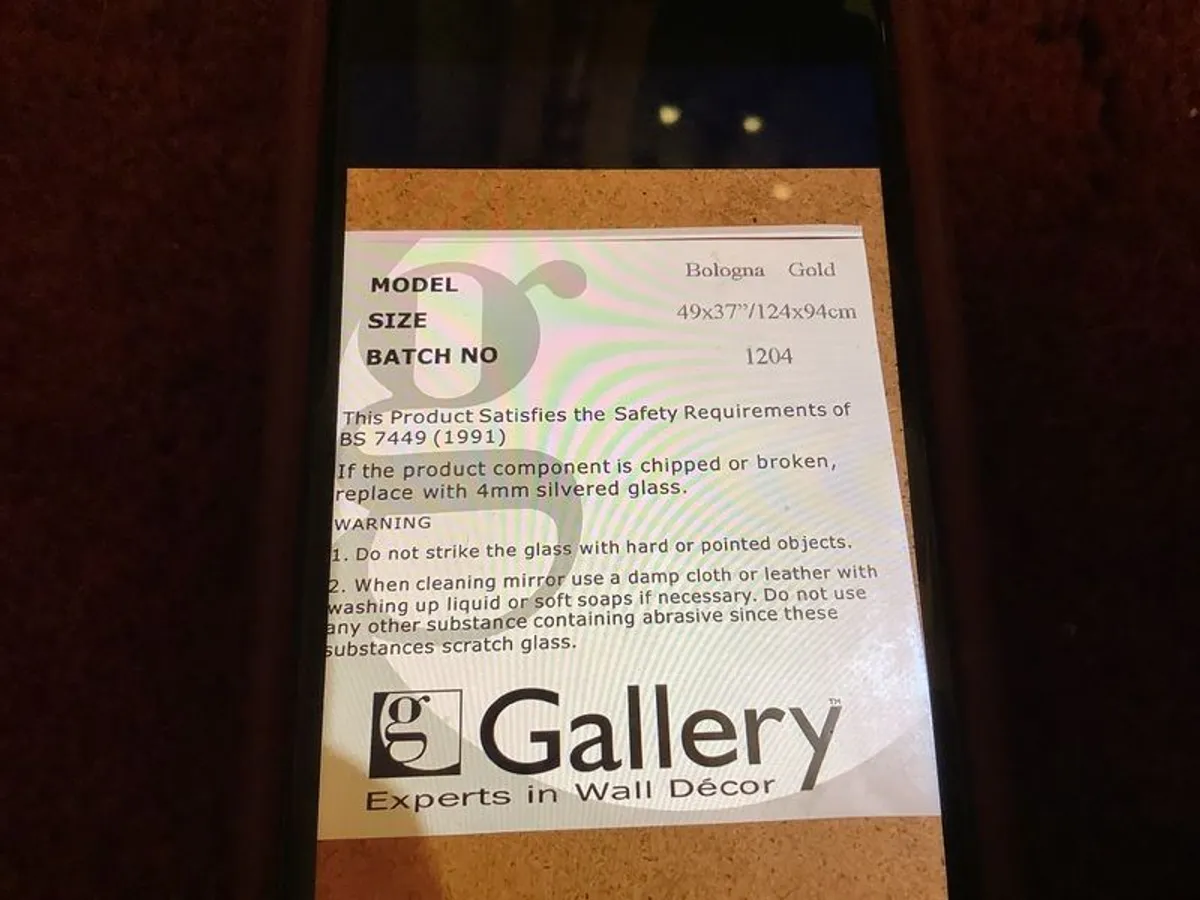 MODEL Bologna Gold
SIZE 49x37”/124x94cm
BATCH NO 1204
This Product Satisfies the Safety Requirements of
BS 7449 (1991)
If the product component is chipped or broken,
replace with 4mm silvered glass.
WARNING
1. Do not strike the glass with hard or pointed objects.
2. When cleaning mirror use a damp cloth or leather with
washing up liquid or soft soaps if necessary. Do not use
any other substance containing abrasive since these
substances scratch glass.
g Gallery™
Experts in Wall Décor